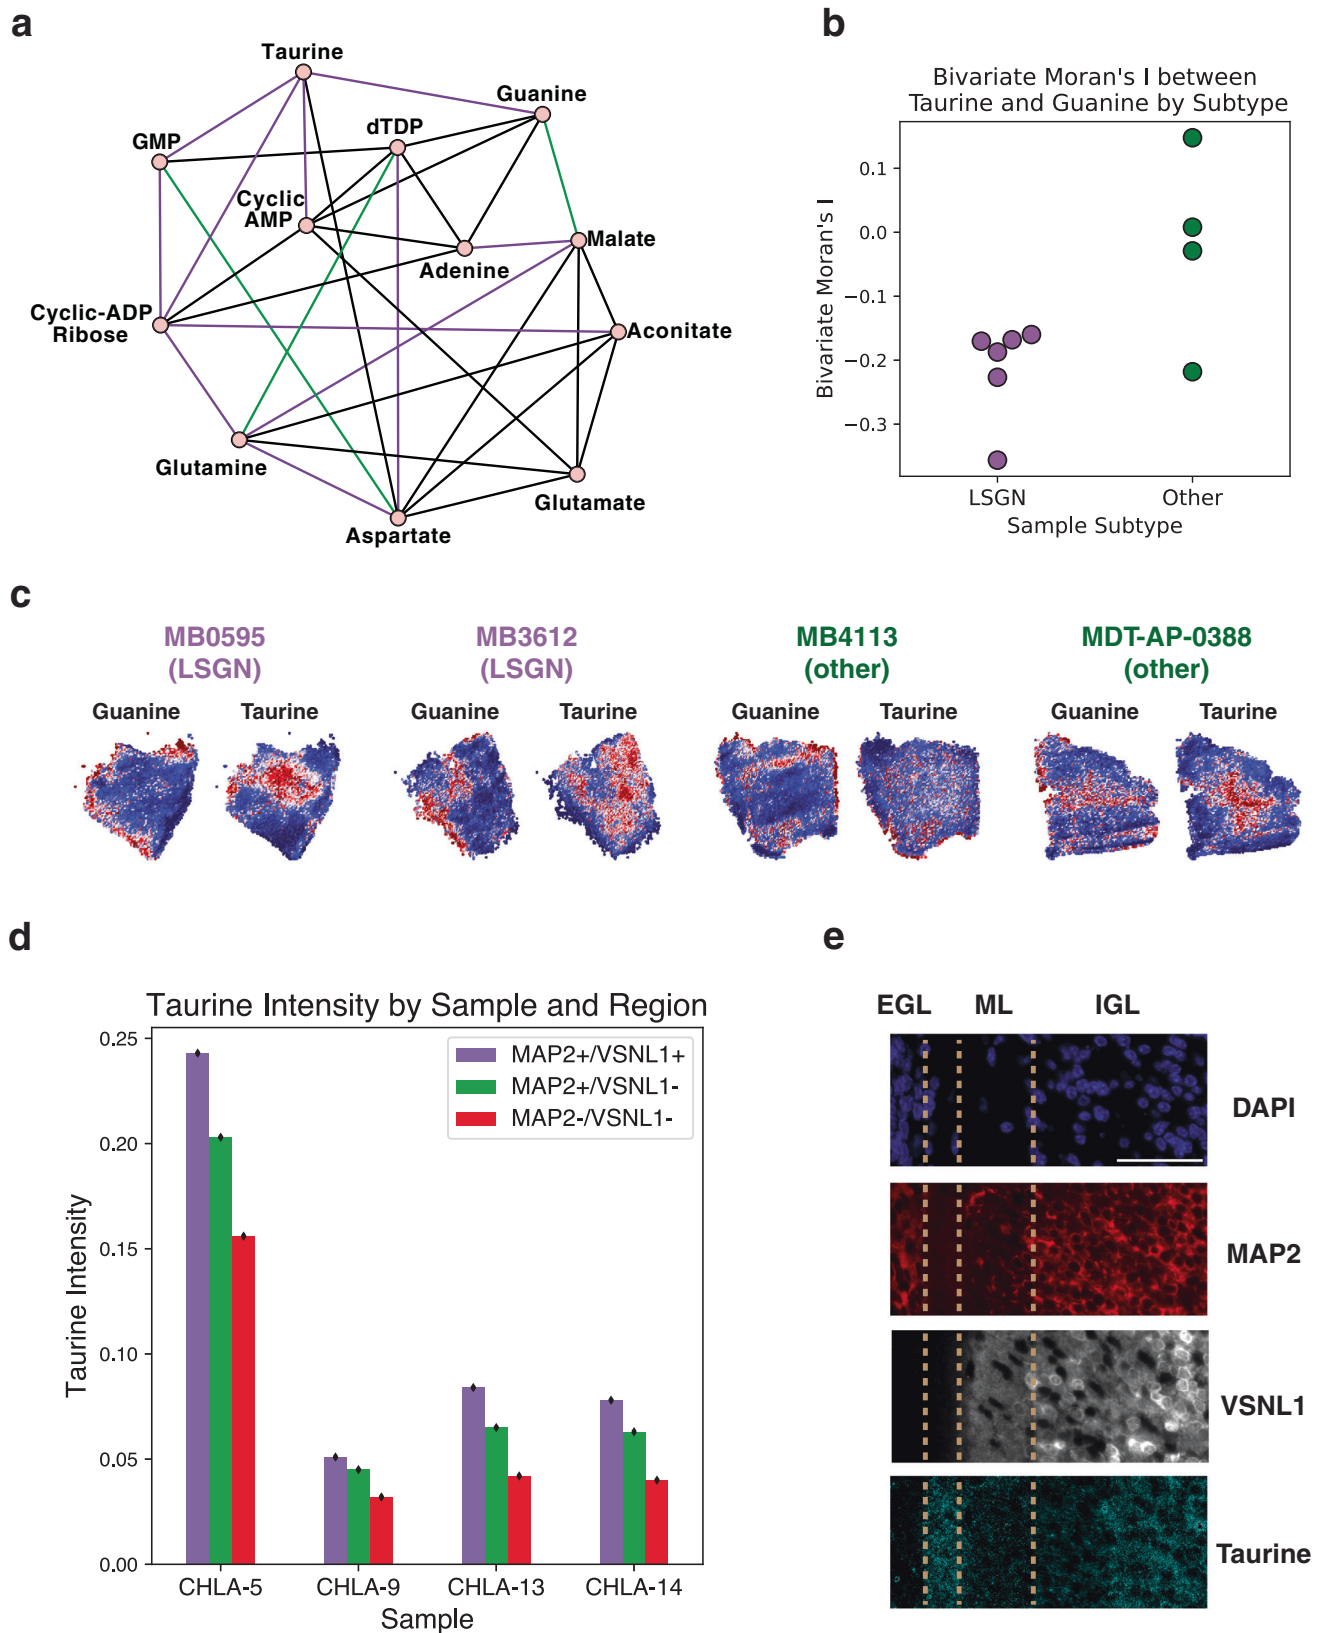 a
Taurine
Guanine
GMP
dTDP
Cyclic
AMP
Malate
Adenine
Cyclic-ADP
Ribose
Aconitate
Glutamine
Glutamate
Aspartate
b
Bivariate Moran's I between
Taurine and Guanine by Subtype
Bivariate Moran's I
0.1
0.0
−0.1
−0.2
−0.3
LSGN
Other
Sample Subtype
c
MB0595
(LSGN)
MB3612
(LSGN)
MB4113
(other)
MDT-AP-0388
(other)
Guanine
Taurine
Guanine
Taurine
Guanine
Taurine
Guanine
Taurine
d
Taurine Intensity by Sample and Region
MAP2+/VSNL1+
MAP2+/VSNL1-
MAP2-/VSNL1-
Taurine Intensity
0.25
0.20
0.15
0.10
0.05
0.00
CHLA-5
CHLA-9
CHLA-13
CHLA-14
Sample
e
EGL
ML
IGL
DAPI
MAP2
VSNL1
Taurine